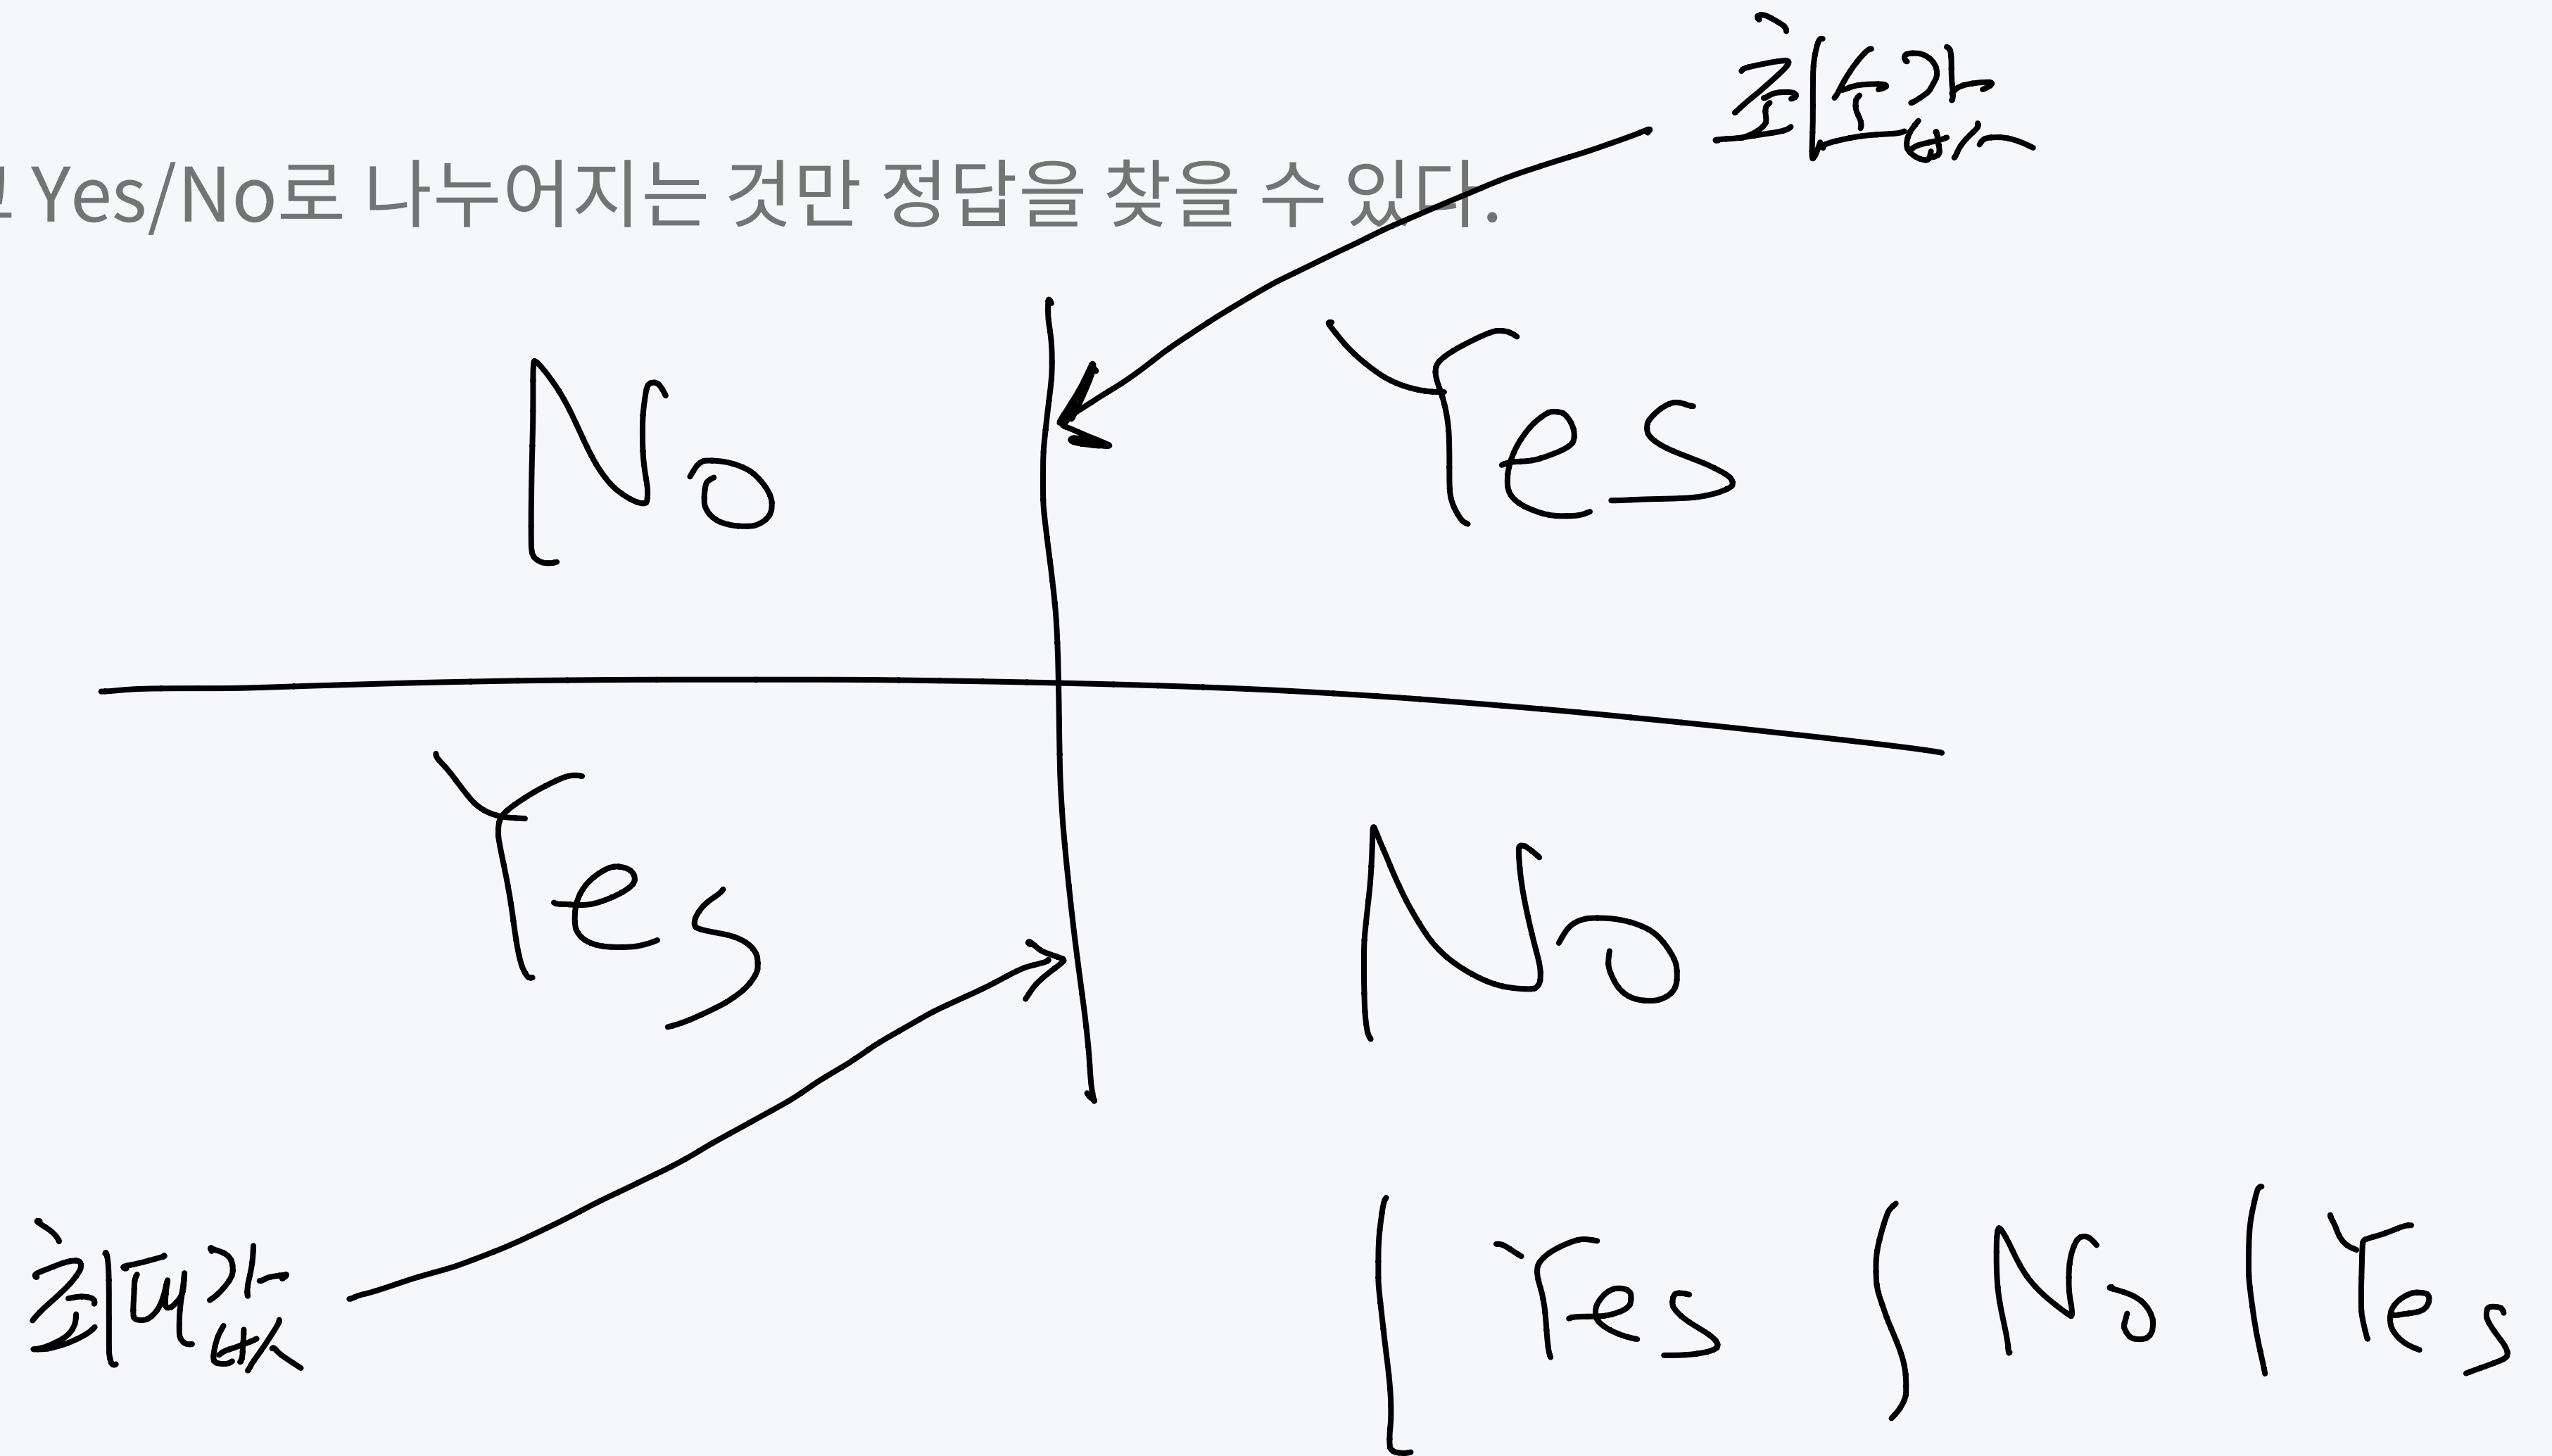 최소값
Yes/No로 나누어지는 것만 정답을 찾을 수 있다.
No Yes
Yes No
최대값
Yes No Yes